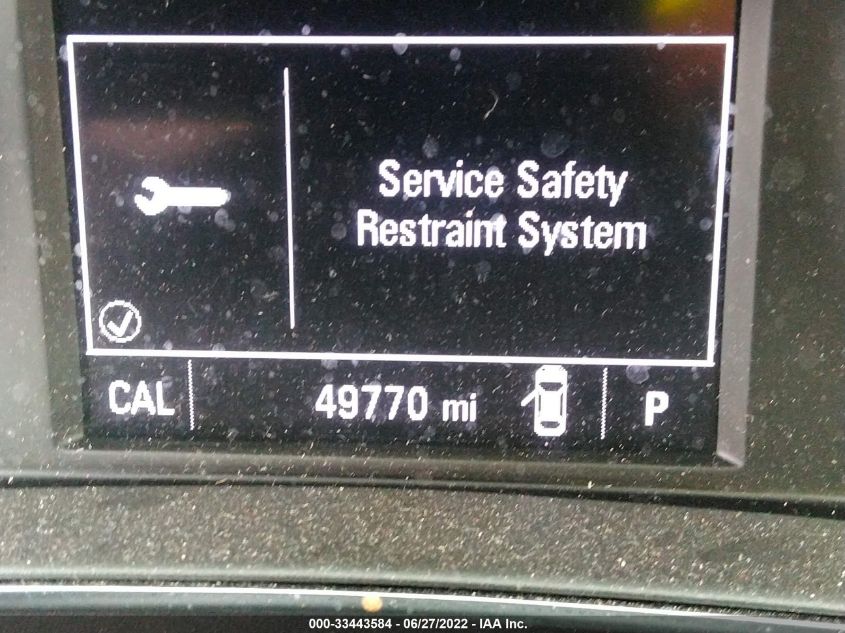 Service Safety
Restraint System
CAL 49770 mi P
000-33443584 / 06/27/2022 - IAA Inc.